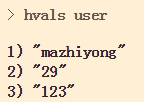 > hvals user
1) "mazhiyong"
2) "29"
3) "123"